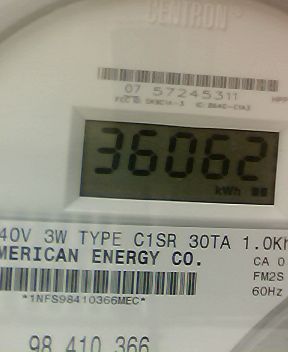 CENTRON®
07 57245311
36062
kWh
40V 3W TYPE C1SR 30TA 1.0Kh
MERICAN ENERGY CO.
CA 0
FM2S
60Hz
*1NFS98410366MEC*
98 410 366